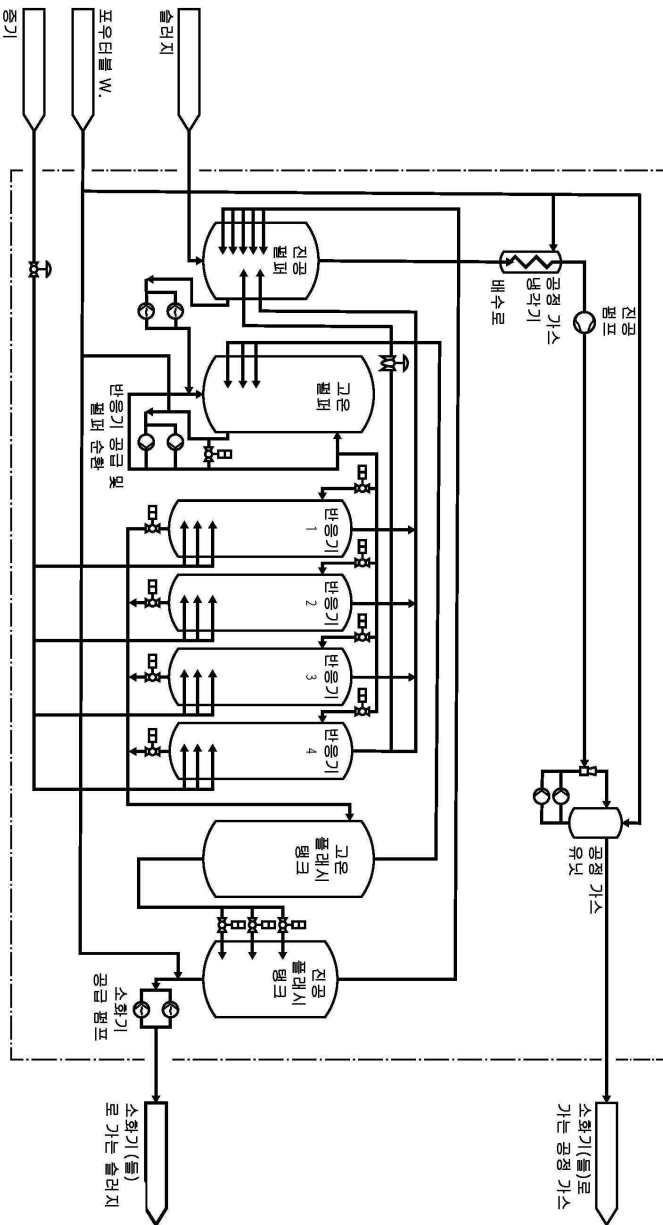 증기
포우터블 W.
슬러지
진공
펄퍼
배수로
공정 가스
냉각기
진공
펌프
고온
펄퍼
반응기 공급 및
펄퍼 순환
반응기
1
반응기
2
반응기
3
반응기
4
고온
플래시
탱크
진공
플래시
탱크
공정 가스
유닛
소화기
공급 펌프
소화기(들)
로 가는 슬러지
소화기(들)로
가는 공정 가스